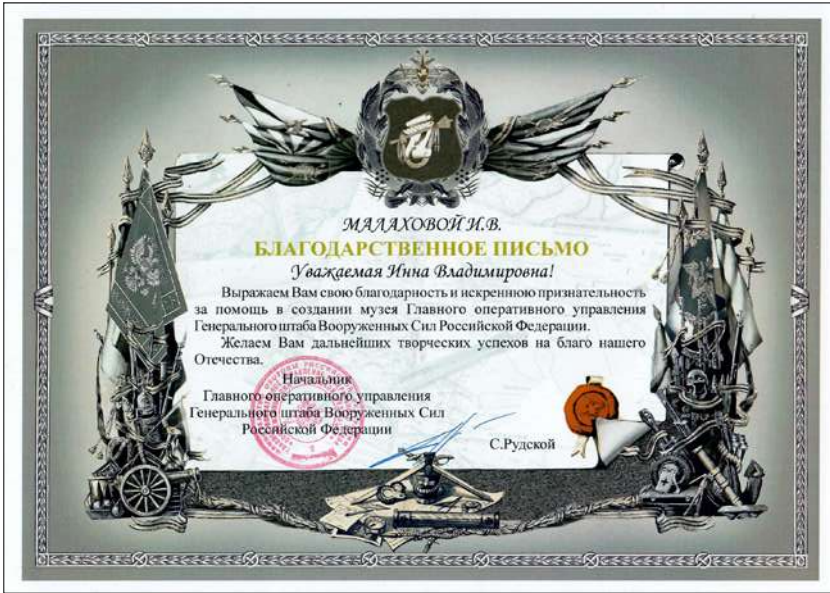 МАЛАХОВОЙ И.В.
БЛАГОДАРСТВЕННОЕ ПИСЬМО
Уважаемая Инна Владимировна!
Выражаем Вам свою благодарность и искреннюю признательность
за помощь в создании музея Главного оперативного управления
Генерального штаба Вооруженных Сил Российской Федерации.
Желаем Вам дальнейших творческих успехов на благо нашего
Отечества.
Начальник
Главного оперативного управления
Генерального штаба Вооруженных Сил
Российской Федерации
С.Рудской